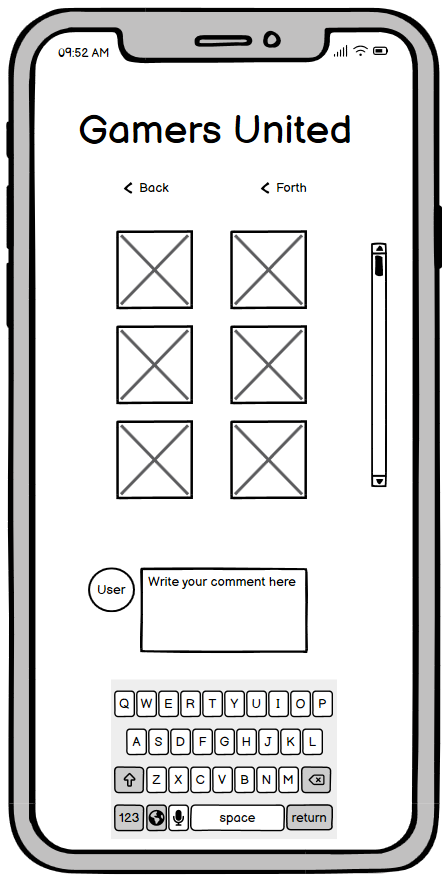 09:52 AM
Gamers United
Back Forth
User Write your comment here
Q W E R T Y U I O P
A S D F G H J K L
Z X C V B N M
123 space return